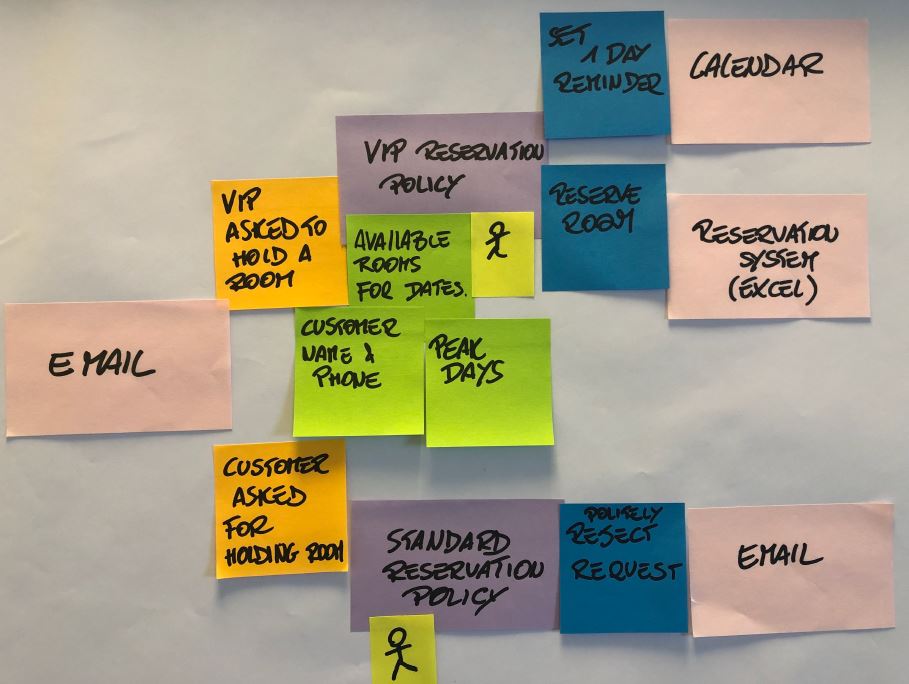 SET
1 DAY
REMINDER
CALENDAR
VIP RESERVATION
POLICY
VIP
ASKED TO
HOLD A
ROOM
AVAILABLE
ROOMS
FOR DATES.
RESERVE
ROOM
RESERVATION
SYSTEM
(EXCEL)
EMAIL
CUSTOMER
NAME &
PHONE
PEAK
DAYS
CUSTOMER
ASKED
FOR
HOLDING ROOM
STANDARD
RESERVATION
POLICY
POLITELY
REJECT
REQUEST
EMAIL